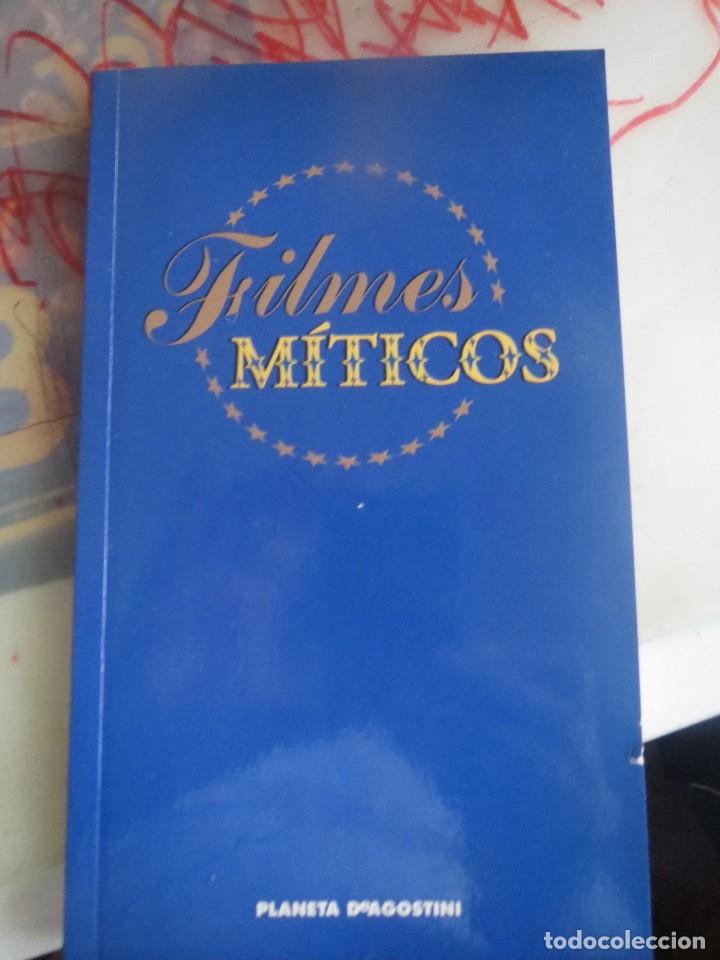 Filmes
MÍTICOS
PLANETA DeAGOSTINI
todocoleccion